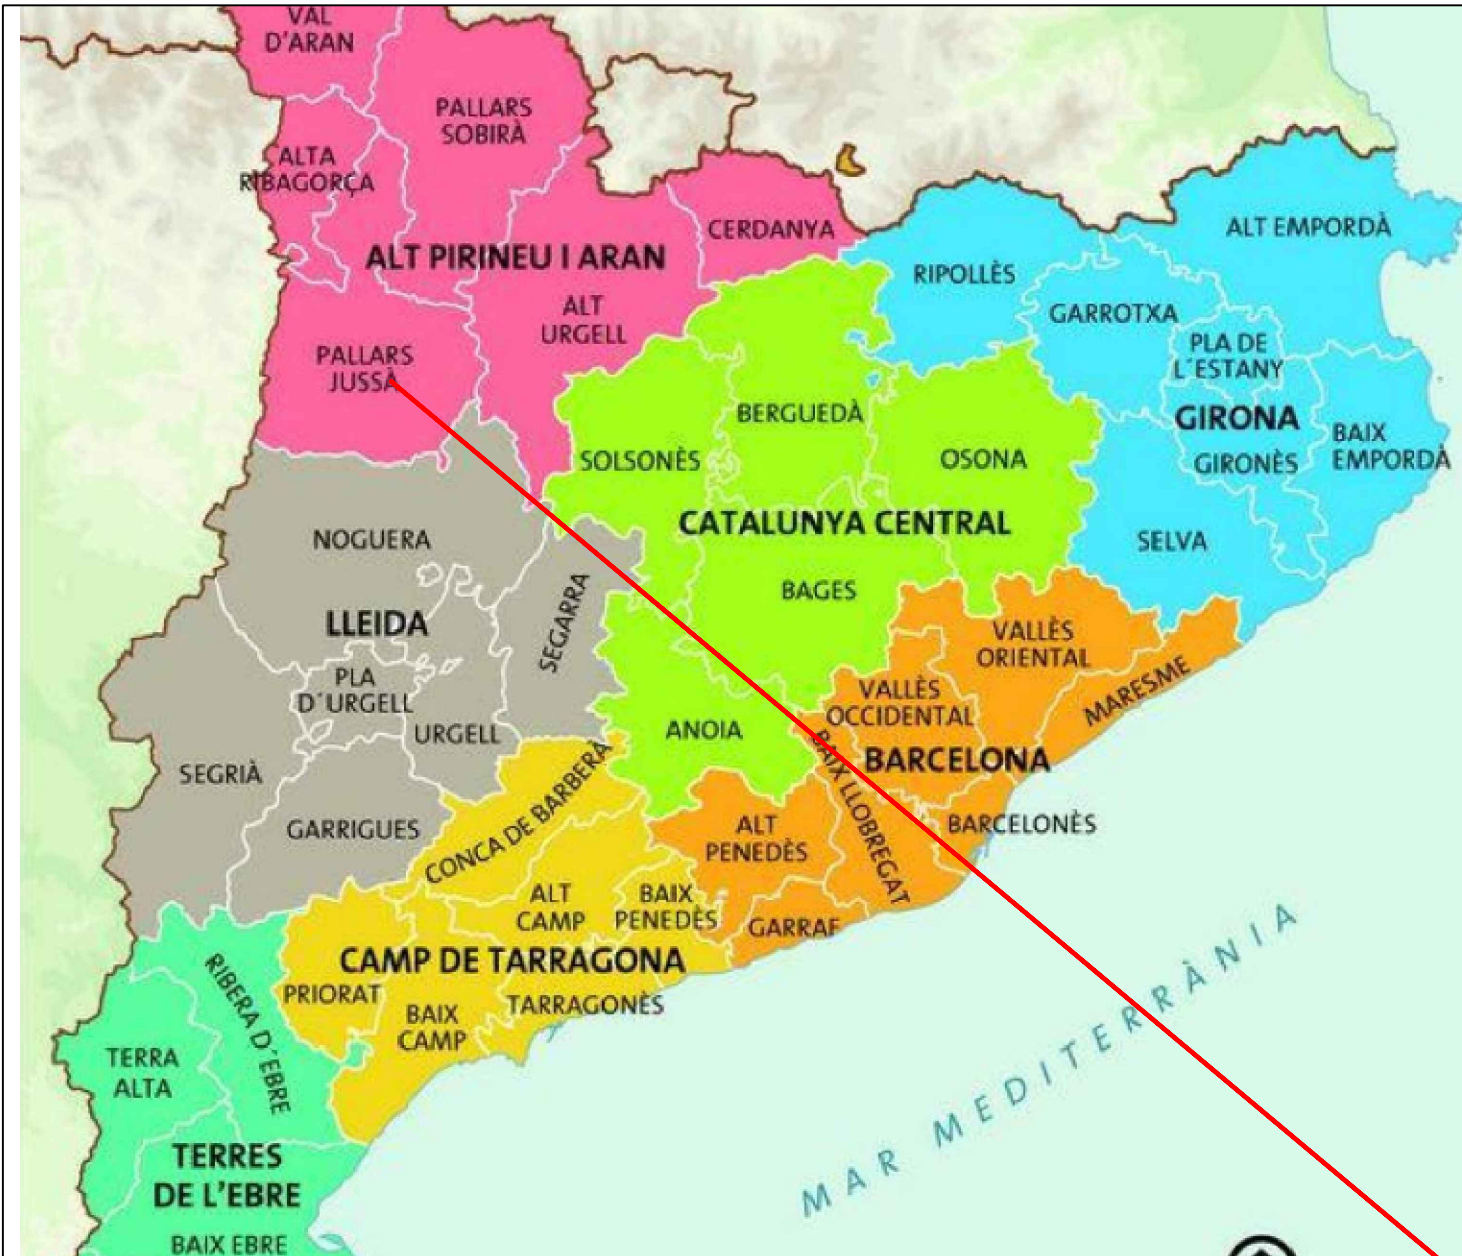 VAL
D'ARAN
PALLARS
SOBIRÀ
ALTA
RIBAGORÇA
CERDANYA
ALT PIRINEU I ARAN
ALT
URGELL
PALLARS
JUSSÀ
RIPOLLÈS
ALT EMPORDÀ
GARROTXA
PLA DE
L´ESTANY
GIRONA
BAIX
EMPORDÀ
GIRONÈS
SELVA
BERGUEDÀ
SOLSONÈS
OSONA
CATALUNYA CENTRAL
BAGES
ANOIA
NOGUERA
LLEIDA
SEGARRA
PLA
D´URGELL
URGELL
SEGRIÀ
GARRIGUES
VALLÈS
ORIENTAL
MARESME
VALLÈS
OCCIDENTAL
BARCELONA
BAIX LLOBREGAT
BARCELONÈS
ALT
PENEDÈS
GARRAF
CONCA DE BARBERÀ
ALT
CAMP
BAIX
PENEDÈS
CAMP DE TARRAGONA
PRIORAT
BAIX
CAMP
TARRAGONÈS
RIBERA D´EBRE
TERRA
ALTA
TERRES
DE L'EBRE
BAIX EBRE
MAR MEDITERRÀNIA